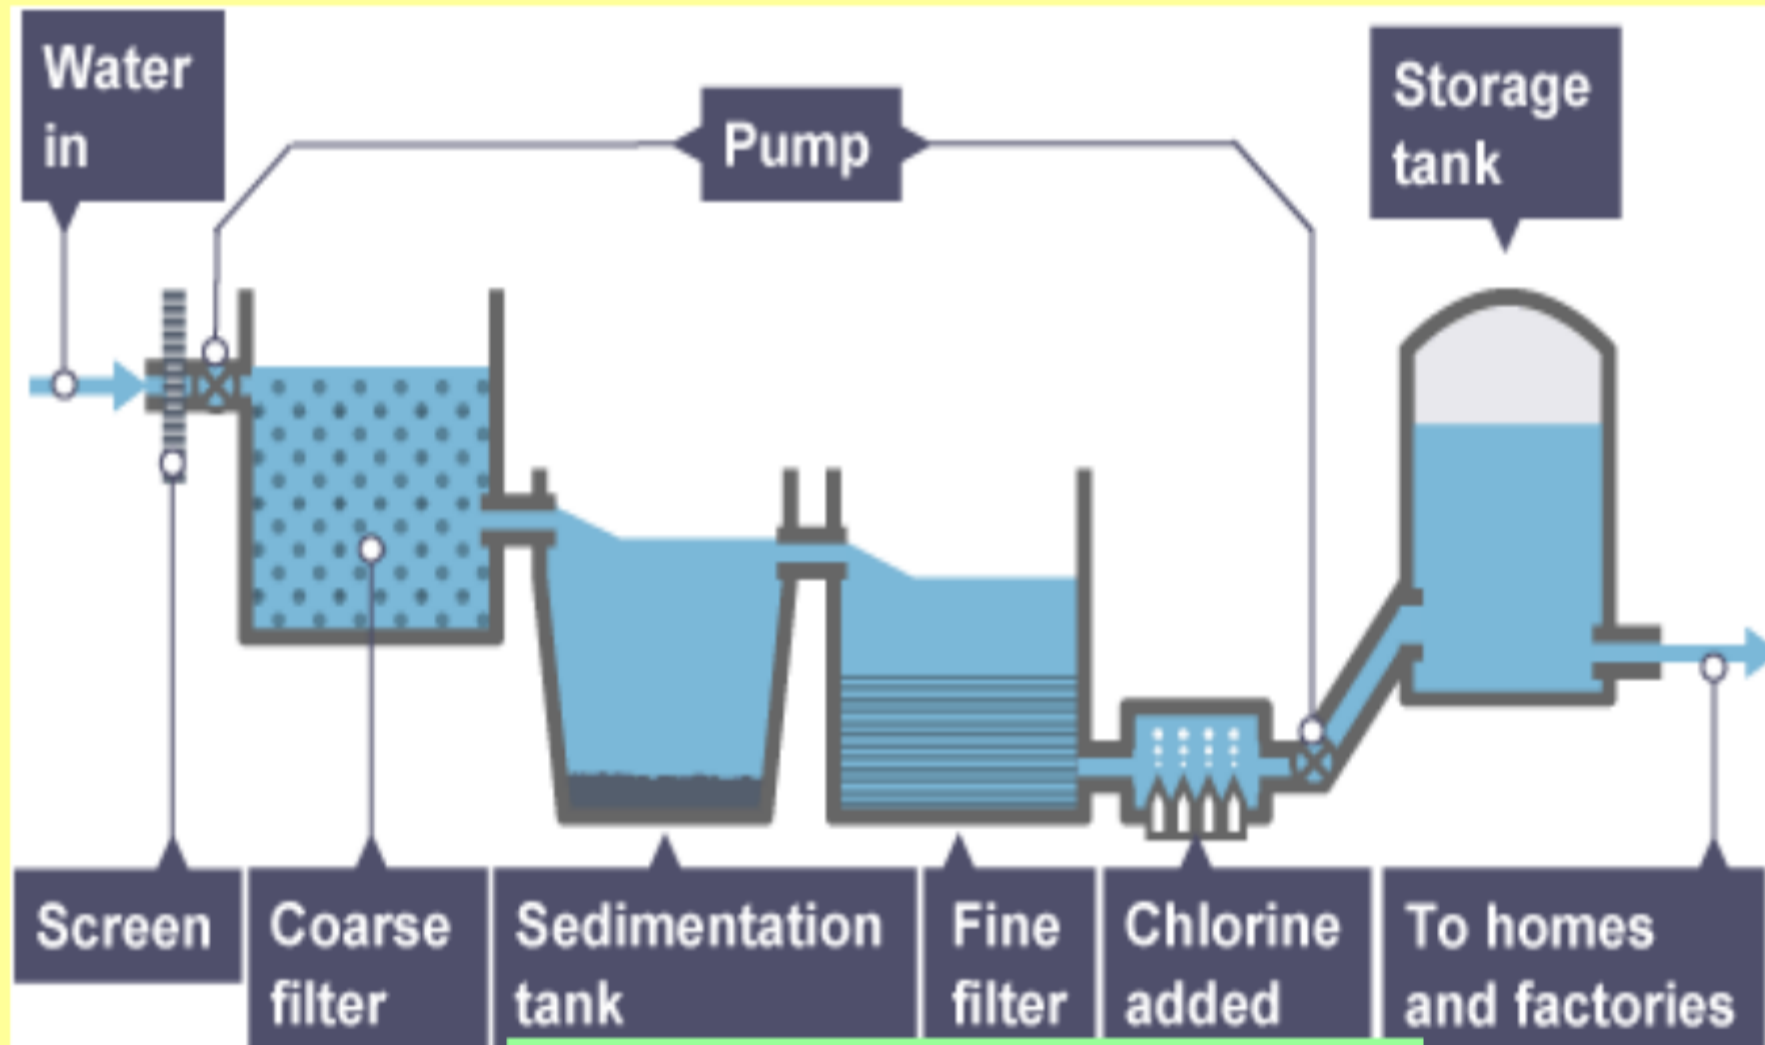 Water
in
Pump
Storage
tank
Screen
Coarse
filter
Sedimentation
tank
Fine
filter
Chlorine
added
To homes
and factories